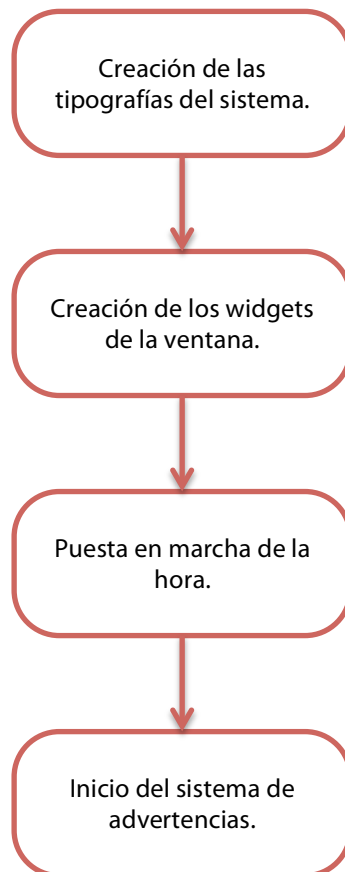 Creación de las
tipografías del sistema.
Creación de los widgets
de la ventana.
Puesta en marcha de la
hora.
Inicio del sistema de
advertencias.